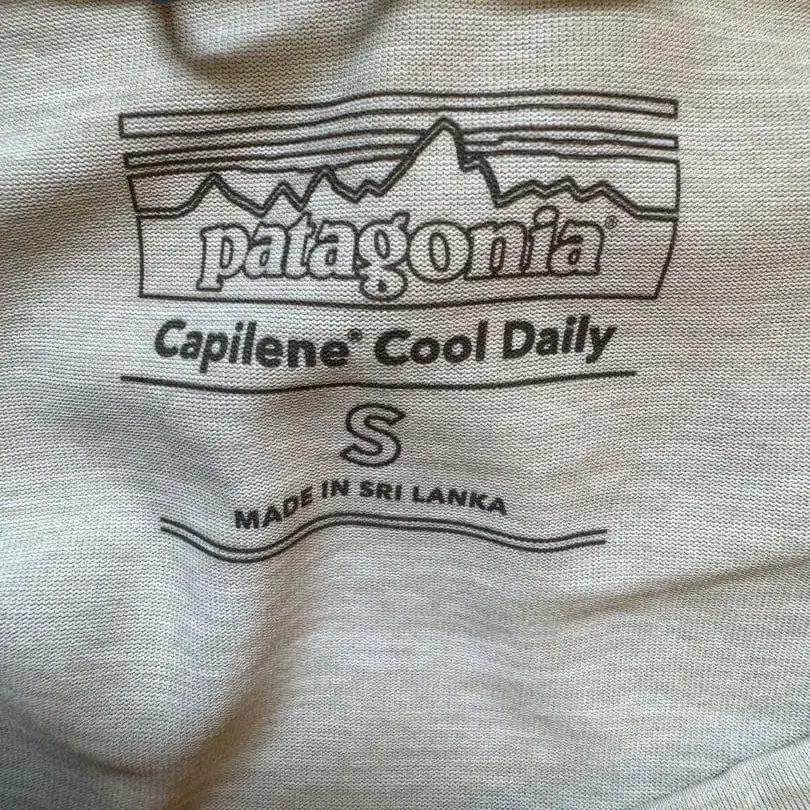 patagonia®
Capilene® Cool Daily
S
MADE IN SRI LANKA